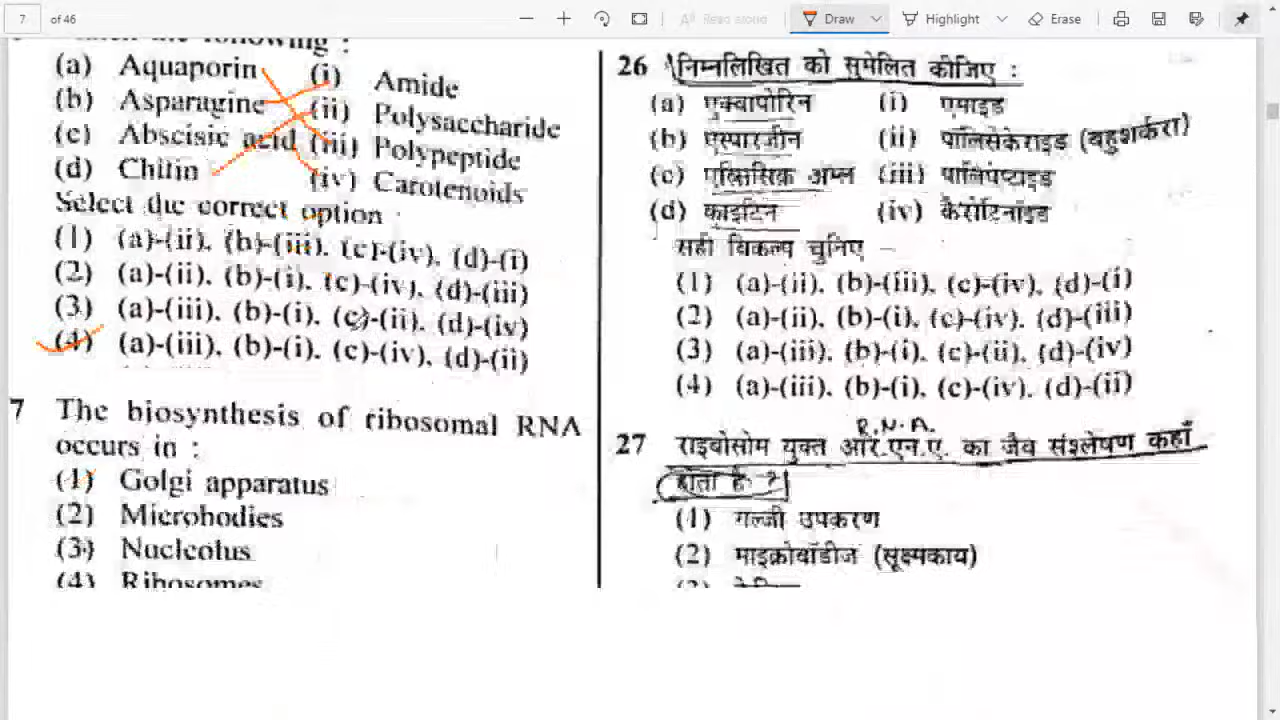 7 of 46
Read aloud
Draw
Highlight
Erase
(a) Aquaporin (i) Amide
(b) Asparagine (ii) Polysaccharide
(c) Abscisic acid (iii) Polypeptide
(d) Chitin (iv) Carotenoids
Select the correct option
(1) (a)-(ii), (b)-(iii), (c)-(iv), (d)-(i)
(2) (a)-(ii), (b)-(i), (c)-(iv), (d)-(iii)
(3) (a)-(iii), (b)-(i), (c)-(ii), (d)-(iv)
(4) (a)-(iii), (b)-(i), (c)-(iv), (d)-(ii)
7 The biosynthesis of ribosomal RNA
occurs in :
(1) Golgi apparatus
(2) Microbodies
(3) Nucleolus
(4) Ribosomes
26 निम्नलिखित को सुमेलित कीजिए :
(a) एक्वापोरिन (i) एमाइड
(b) एस्पारजीन (ii) पॉलिसेकेराइड (बहुशर्करा)
(c) एब्सिसिक अम्ल (iii) पालिपेप्टाइड
(d) काइटिन (iv) कैरोटिनॉइड
सही विकल्प चुनिए
(1) (a)-(ii), (b)-(iii), (c)-(iv), (d)-(i)
(2) (a)-(ii), (b)-(i), (c)-(iv), (d)-(iii)
(3) (a)-(iii), (b)-(i), (c)-(ii), (d)-(iv)
(4) (a)-(iii), (b)-(i), (c)-(iv), (d)-(ii)
R.N.A.
27 राइबोसोम युक्त आर.एन.ए. का जैव संश्लेषण कहाँ
होता है ?
(1) गल्जी उपकरण
(2) माइक्रोबॉडीज (सूक्ष्मकाय)